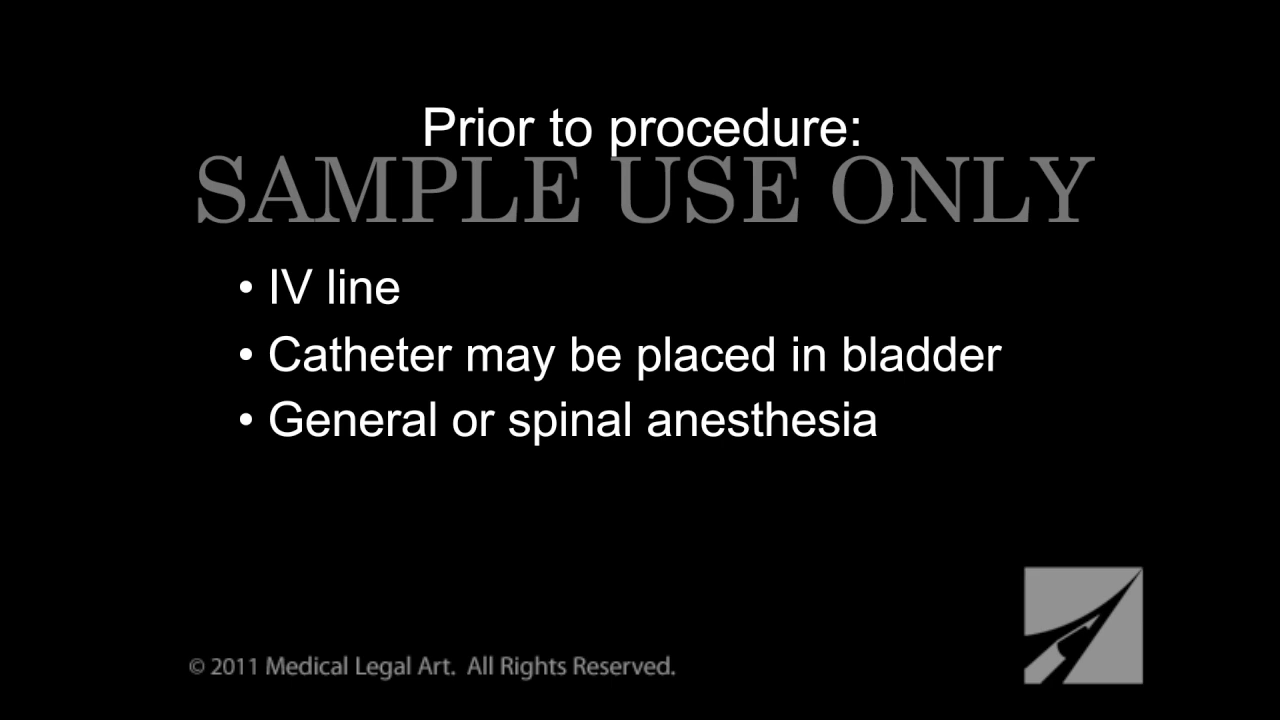 Prior to procedure:
SAMPLE USE ONLY
• IV line
• Catheter may be placed in bladder
• General or spinal anesthesia
© 2011 Medical Legal Art. All Rights Reserved.